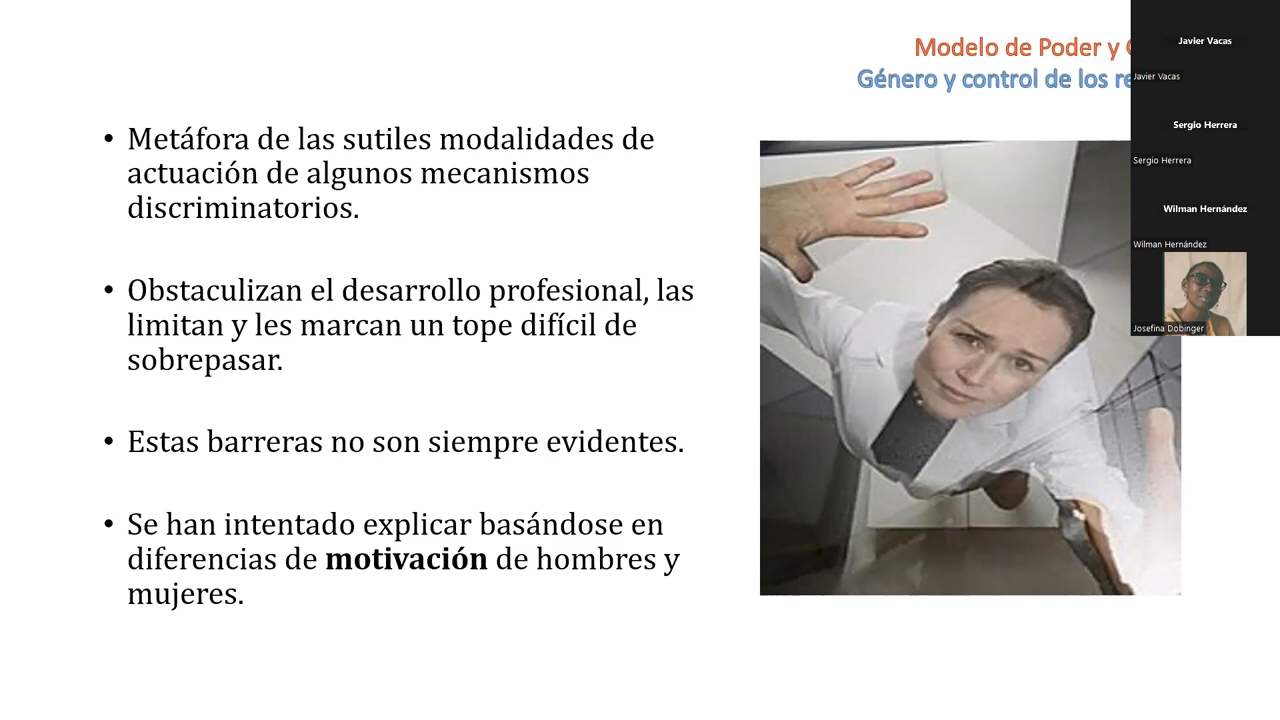 Modelo de Poder y
Género y control de los
• Metáfora de las sutiles modalidades de
actuación de algunos mecanismos
discriminatorios.
• Obstaculizan el desarrollo profesional, las
limitan y les marcan un tope difícil de
sobrepasar.
• Estas barreras no son siempre evidentes.
• Se han intentado explicar basándose en
diferencias de motivación de hombres y
mujeres.
Javier Vacas
Javier Vacas
Sergio Herrera
Sergio Herrera
Wilman Hernández
Wilman Hernández
Josefina Dobinger